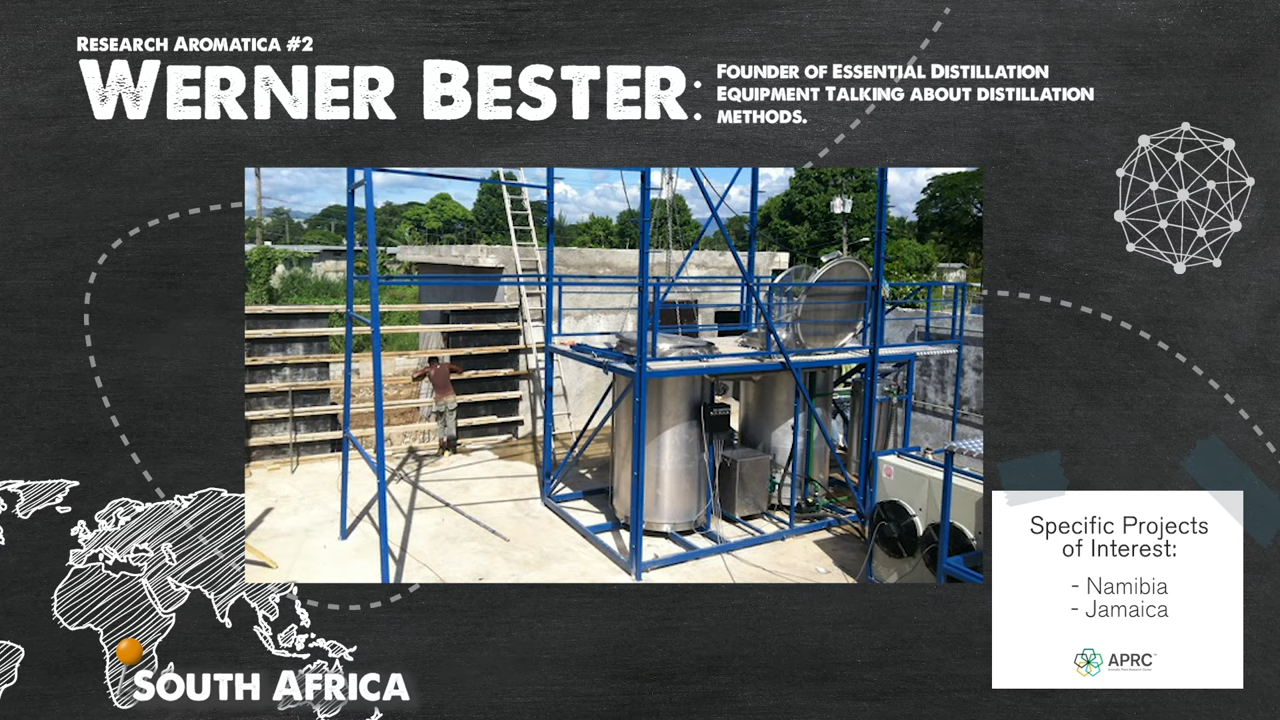 RESEARCH AROMATICA #2
WERNER BESTER:
FOUNDER OF ESSENTIAL DISTILLATION
EQUIPMENT TALKING ABOUT DISTILLATION
METHODS.
Specific Projects
of Interest:
- Namibia
- Jamaica
APRC
SOUTH AFRICA